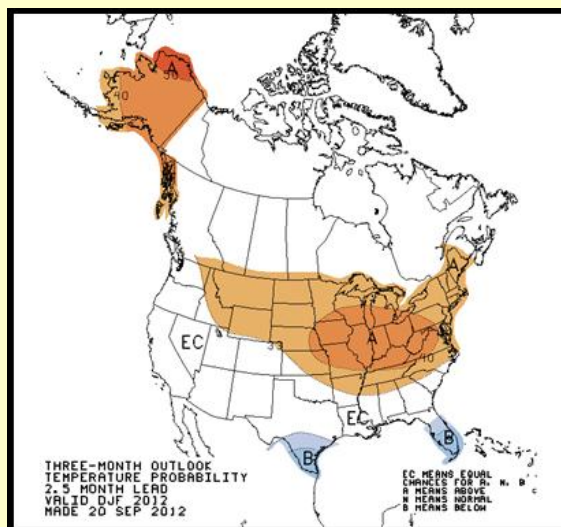 A
50
40
A
EC
33
A
40
EC
B
B
THREE-MONTH OUTLOOK
TEMPERATURE PROBABILITY
2.5 MONTH LEAD
VALID DJF 2012
MADE 20 SEP 2012
EC MEANS EQUAL
CHANCES FOR A, N, B
A MEANS ABOVE
N MEANS NORMAL
B MEANS BELOW